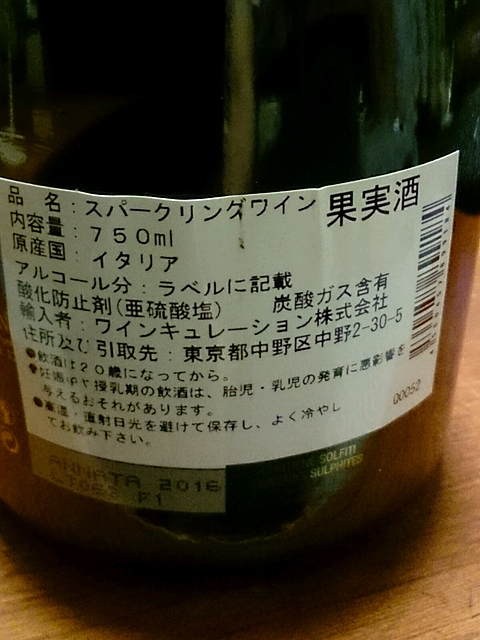 品　名：スパークリングワイン 果実酒
内容量：７５０ml
原産国：イタリア
アルコール分：ラベルに記載
酸化防止剤(亜硫酸塩)　炭酸ガス含有
輸入者：ワインキュレーション株式会社
住所及び引取先：東京都中野区中野2-30-5
●飲酒は２０歳になってから。
●妊娠中や授乳期の飲酒は、胎児・乳児の発育に悪影響を
与えるおそれがあります。
●高温・直射日光を避けて保存し、よく冷やし
てお飲み下さい。
00052
ANNATA 2016
F1
SOLFITI
SULPHITES